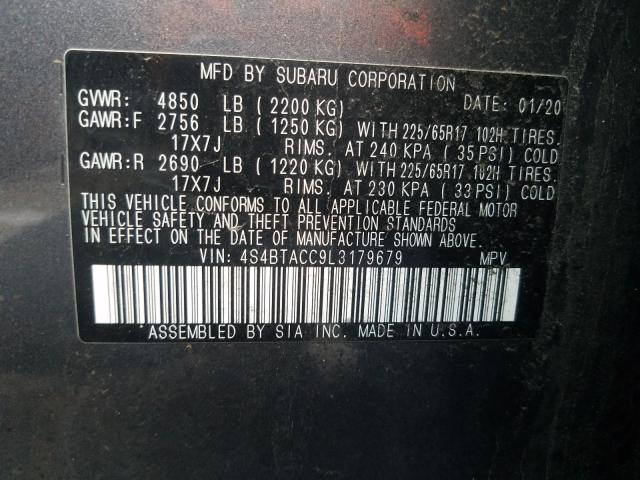 MFD BY SUBARU CORPORATION
GVWR: 4850 LB (2200 KG) DATE: 01/20
GAWR:F 2756 LB (1250 KG) WITH 225/65R17 102H TIRES.
17X7J RIMS. AT 240 KPA (35 PSI) COLD
GAWR:R 2690 LB (1220 KG) WITH 225/65R17 102H TIRES.
17X7J RIMS. AT 230 KPA (33 PSI) COLD
THIS VEHICLE CONFORMS TO ALL APPLICABLE FEDERAL MOTOR
VEHICLE SAFETY AND THEFT PREVENTION STANDARDS
IN EFFECT ON THE DATE OF MANUFACTURE SHOWN ABOVE.
VIN: 4S4BTACC9L3179679 MPV
ASSEMBLED BY SIA INC. MADE IN U.S.A.